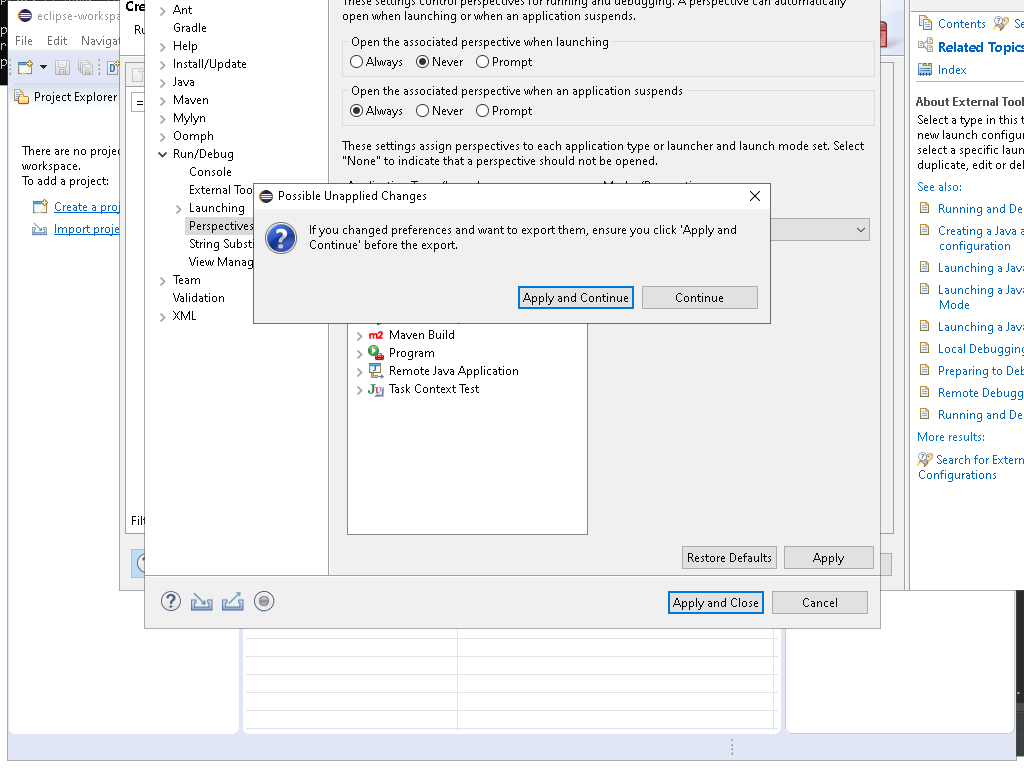 eclipse-workspa
Cre
These settings control perspectives for running and debugging. A perspective can automatically
open when launching or when an application suspends.
File Edit Navigat
Ru
Ant
Gradle
Help
Install/Update
Java
Maven
Mylyn
Oomph
Run/Debug
Console
External Too
Launching
Perspectives
String Substi
View Manag
Team
Validation
XML
Project Explorer
There are no projec
workspace.
To add a project:
Create a proj
Import proje
Open the associated perspective when launching
Always Never Prompt
Open the associated perspective when an application suspends
Always Never Prompt
These settings assign perspectives to each application type or launcher and launch mode set. Select
"None" to indicate that a perspective should not be opened.
Possible Unapplied Changes
If you changed preferences and want to export them, ensure you click 'Apply and
Continue' before the export.
Apply and Continue Continue
m2 Maven Build
Program
Remote Java Application
Ju Task Context Test
Filt
Restore Defaults Apply
Apply and Close Cancel
Contents Se
Related Topics
Index
About External Tool
Select a type in this t
new launch configur
select a specific laun
duplicate, edit or del
See also:
Running and De
Creating a Java a
configuration
Launching a Java
Launching a Java
Mode
Launching a Java
Local Debugging
Preparing to Deb
Remote Debugg
Running and De
More results:
Search for Extern
Configurations